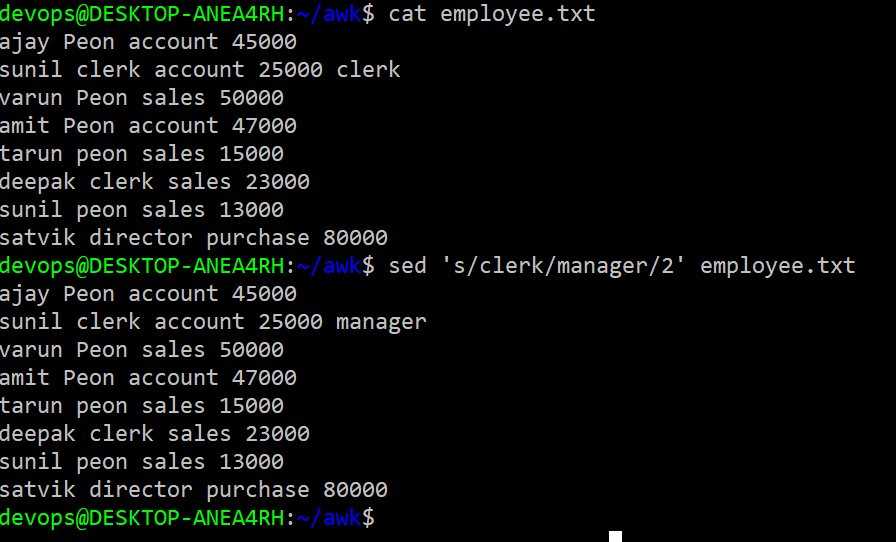 devops@DESKTOP-ANEA4RH:~/awk$ cat employee.txt
ajay Peon account 45000
sunil clerk account 25000 clerk
varun Peon sales 50000
amit Peon account 47000
tarun peon sales 15000
deepak clerk sales 23000
sunil peon sales 13000
satvik director purchase 80000
devops@DESKTOP-ANEA4RH:~/awk$ sed 's/clerk/manager/2' employee.txt
ajay Peon account 45000
sunil clerk account 25000 manager
varun Peon sales 50000
amit Peon account 47000
tarun peon sales 15000
deepak clerk sales 23000
sunil peon sales 13000
satvik director purchase 80000
devops@DESKTOP-ANEA4RH:~/awk$